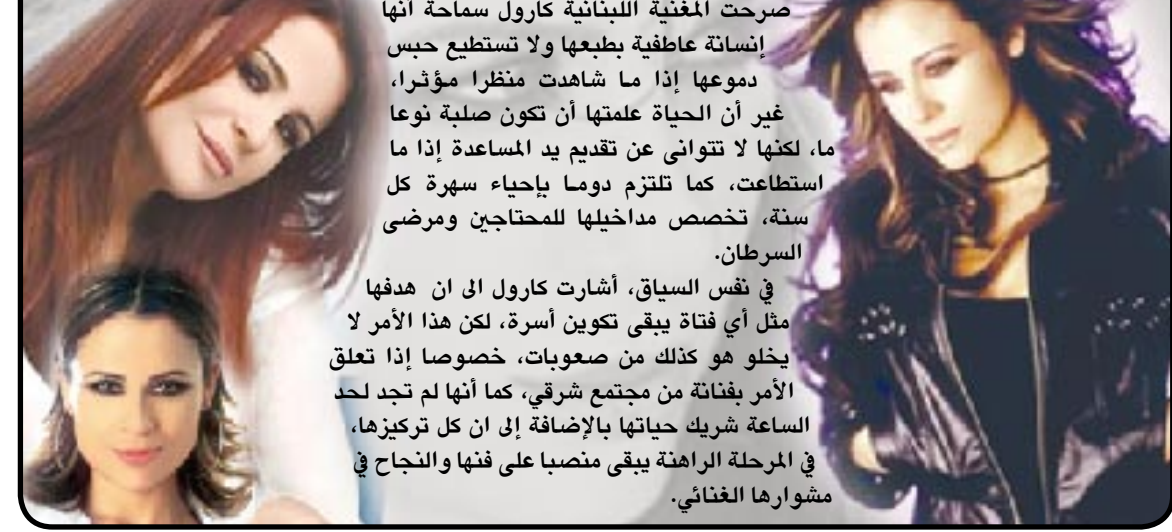 صرحت المغنية اللبنانية كارول سماحة انها
إنسانة عاطفية بطبعها ولا تستطيع حبس
دموعها إذا ما شاهدت منظرا مؤثرا،
غير أن الحياة علمتها أن تكون صلبة نوعا
ما، لكنها لا تتوانى عن تقديم يد المساعدة إذا ما
استطاعت، كما تلتزم دوما بإحياء سهرة كل
سنة، تخصص مداخيلها للمحتاجين ومرضى
السرطان.
في نفس السياق، أشارت كارول الى ان هدفها
مثل أي فتاة يبقى تكوين أسرة، لكن هذا الأمر لا
يخلو هو كذلك من صعوبات، خصوصا إذا تعلق
الأمر بفنانة من مجتمع شرقي، كما أنها لم تجد لحد
الساعة شريك حياتها بالإضافة إلى ان كل تركيزها،
في المرحلة الراهنة يبقى منصبا على فنها والنجاح في
مشوارها الغنائي.